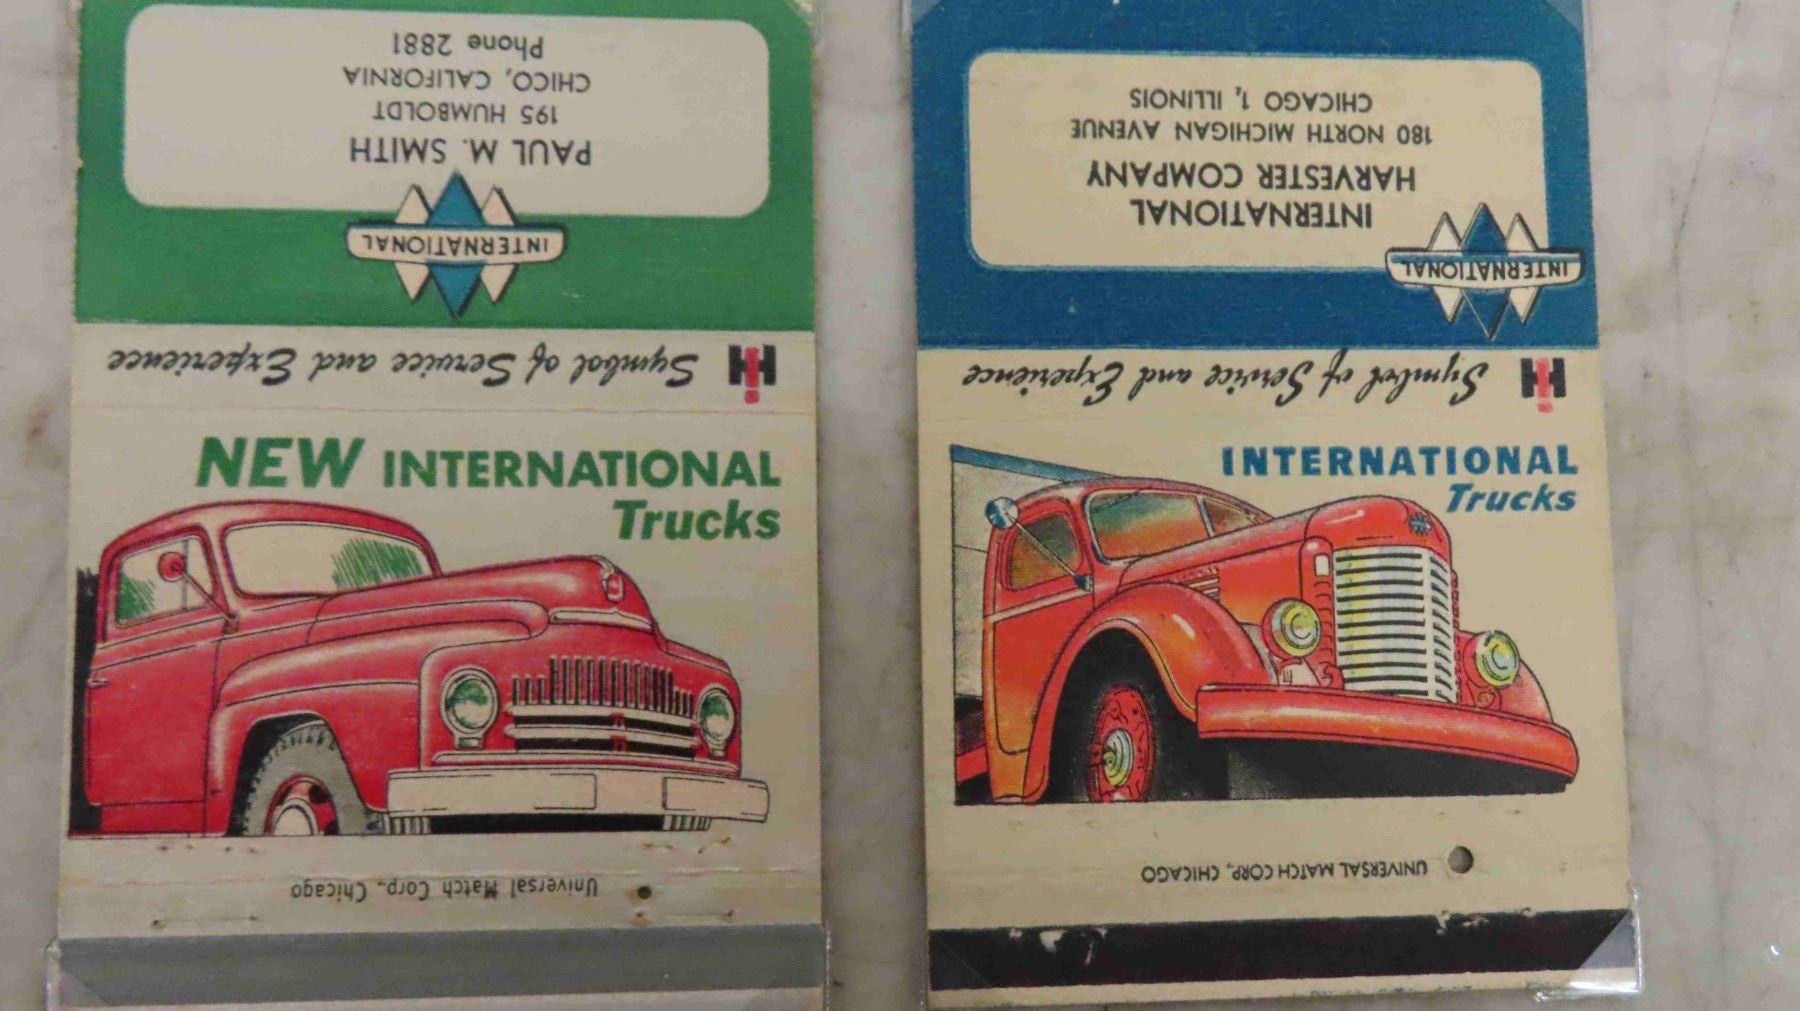 Phone 2881
CHICO, CALIFORNIA
195 HUMBOLDT
PAUL M. SMITH
INTERNATIONAL
Symbol of Service and Experience
IH
NEW INTERNATIONAL
Trucks
Universal Match Corp., Chicago
CHICAGO 1, ILLINOIS
180 NORTH MICHIGAN AVENUE
HARVESTER COMPANY
INTERNATIONAL
INTERNATIONAL
Symbol of Service and Experience
IH
INTERNATIONAL
Trucks
UNIVERSAL MATCH CORP., CHICAGO